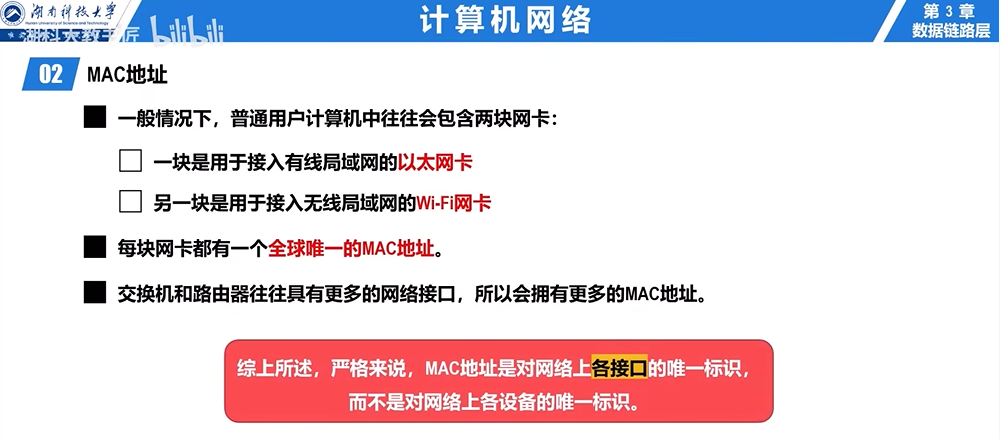 湖南科技大学
Hunan University of Science and Technology
湖科大教书匠 bilibili
计算机网络
第 3 章
数据链路层
02 MAC地址
一般情况下，普通用户计算机中往往会包含两块网卡：
一块是用于接入有线局域网的以太网卡
另一块是用于接入无线局域网的Wi-Fi网卡
每块网卡都有一个全球唯一的MAC地址。
交换机和路由器往往具有更多的网络接口，所以会拥有更多的MAC地址。
综上所述，严格来说，MAC地址是对网络上各接口的唯一标识，
而不是对网络上各设备的唯一标识。